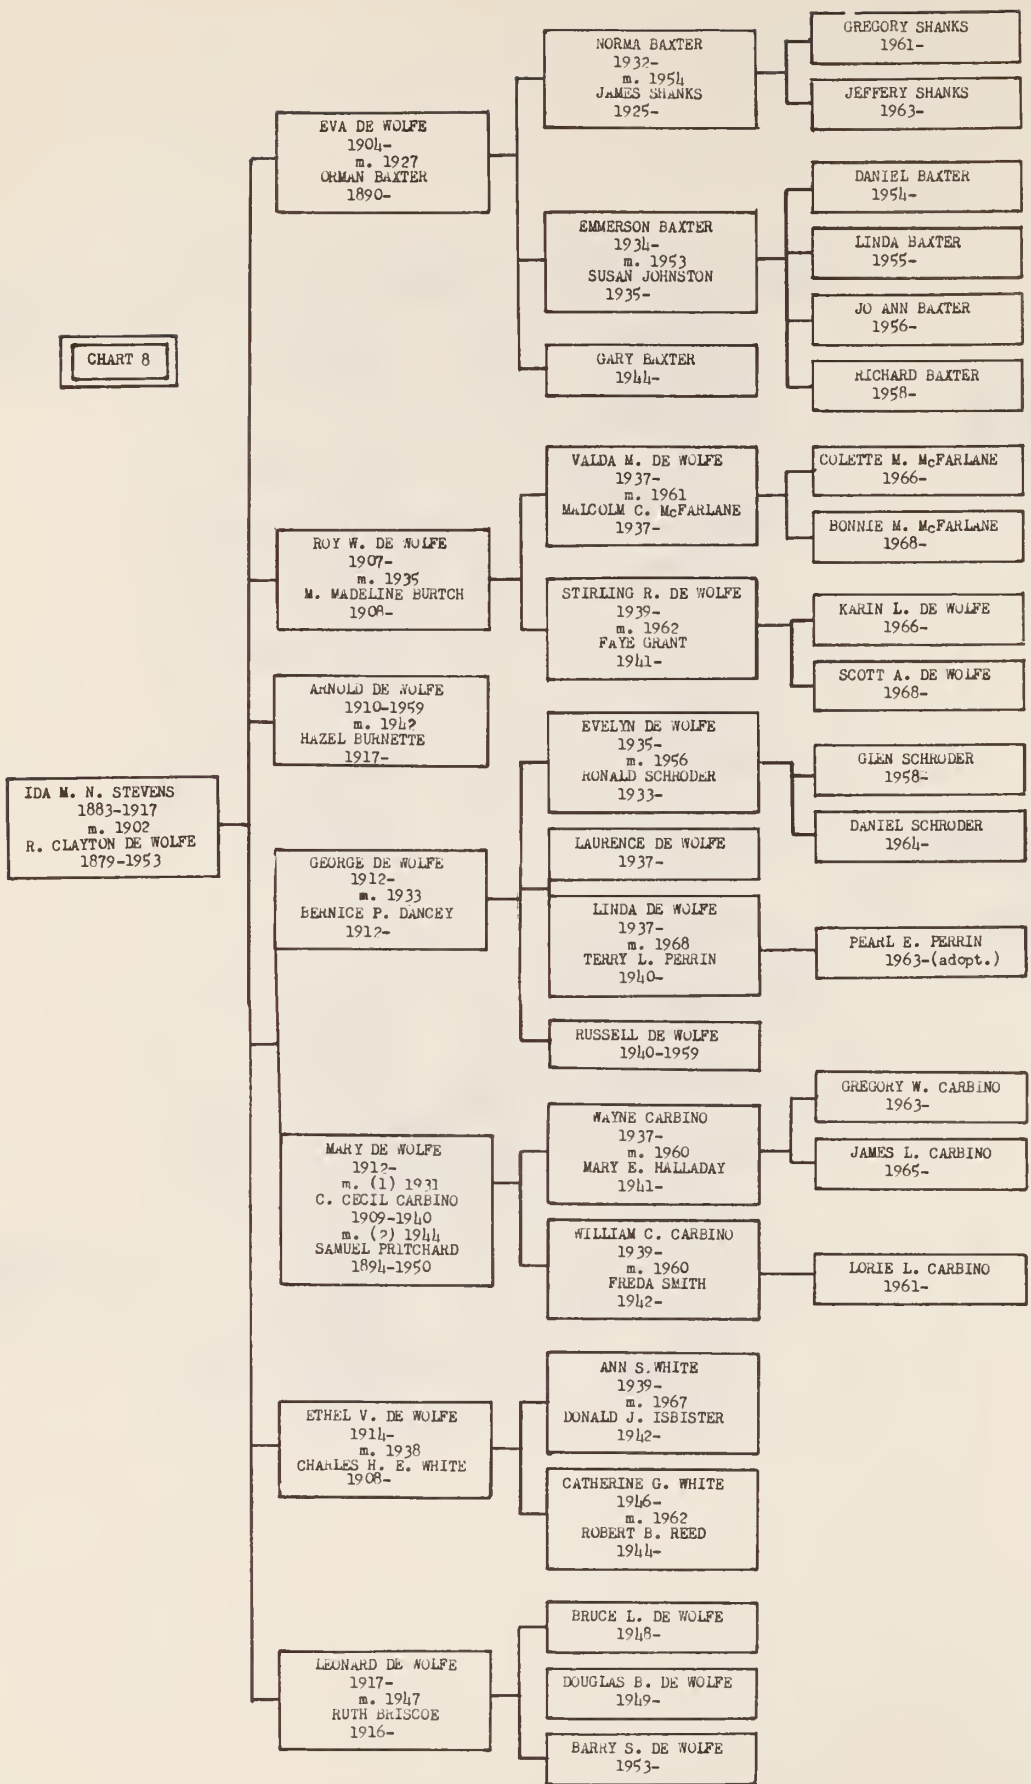 CHART 8
IDA M. N. STEVENS
1883-1917
m. 1902
R. CLAYTON DE WOLFE
1879-1953
EVA DE WOLFE
1904-
m. 1927
ORMAN BAXTER
1890-
NORMA BAXTER
1932-
m. 1954
JAMES SHANKS
1925-
GREGORY SHANKS
1961-
JEFFERY SHANKS
1963-
EMMERSON BAXTER
1934-
m. 1953
SUSAN JOHNSTON
1935-
DANIEL BAXTER
1954-
LINDA BAXTER
1955-
JO ANN BAXTER
1956-
RICHARD BAXTER
1958-
GARY BAXTER
1944-
ROY W. DE WOLFE
1907-
m. 1935
M. MADELINE BURTCH
1908-
VALDA M. DE WOLFE
1937-
m. 1961
MALCOLM C. McFARLANE
1937-
COLETTE M. McFARLANE
1966-
BONNIE M. McFARLANE
1968-
STIRLING R. DE WOLFE
1939-
m. 1962
FAYE GRANT
1941-
KARIN L. DE WOLFE
1966-
SCOTT A. DE WOLFE
1968-
ARNOLD DE WOLFE
1910-1959
m. 1942
HAZEL BURNETTE
1917-
GEORGE DE WOLFE
1912-
m. 1933
BERNICE P. DANCEY
1912-
EVELYN DE WOLFE
1935-
m. 1956
RONALD SCHRODER
1933-
GLEN SCHRODER
1958-
DANIEL SCHRODER
1964-
LAURENCE DE WOLFE
1937-
LINDA DE WOLFE
1937-
m. 1968
TERRY L. PERRIN
1940-
PEARL E. PERRIN
1963-(adopt.)
RUSSELL DE WOLFE
1940-1959
MARY DE WOLFE
1912-
m. (1) 1931
C. CECIL CARBINO
1909-1940
m. (2) 1944
SAMUEL PRITCHARD
1894-1950
WAYNE CARBINO
1937-
m. 1960
MARY E. HALLADAY
1941-
GREGORY W. CARBINO
1963-
JAMES L. CARBINO
1965-
WILLIAM C. CARBINO
1939-
m. 1960
FREDA SMITH
1942-
LORIE L. CARBINO
1961-
ETHEL V. DE WOLFE
1914-
m. 1938
CHARLES H. E. WHITE
1908-
ANN S. WHITE
1939-
m. 1967
DONALD J. ISBISTER
1942-
CATHERINE G. WHITE
1946-
m. 1962
ROBERT B. REED
1944-
LEONARD DE WOLFE
1917-
m. 1947
RUTH BRISCOE
1916-
BRUCE L. DE WOLFE
1948-
DOUGLAS B. DE WOLFE
1949-
BARRY S. DE WOLFE
1953-